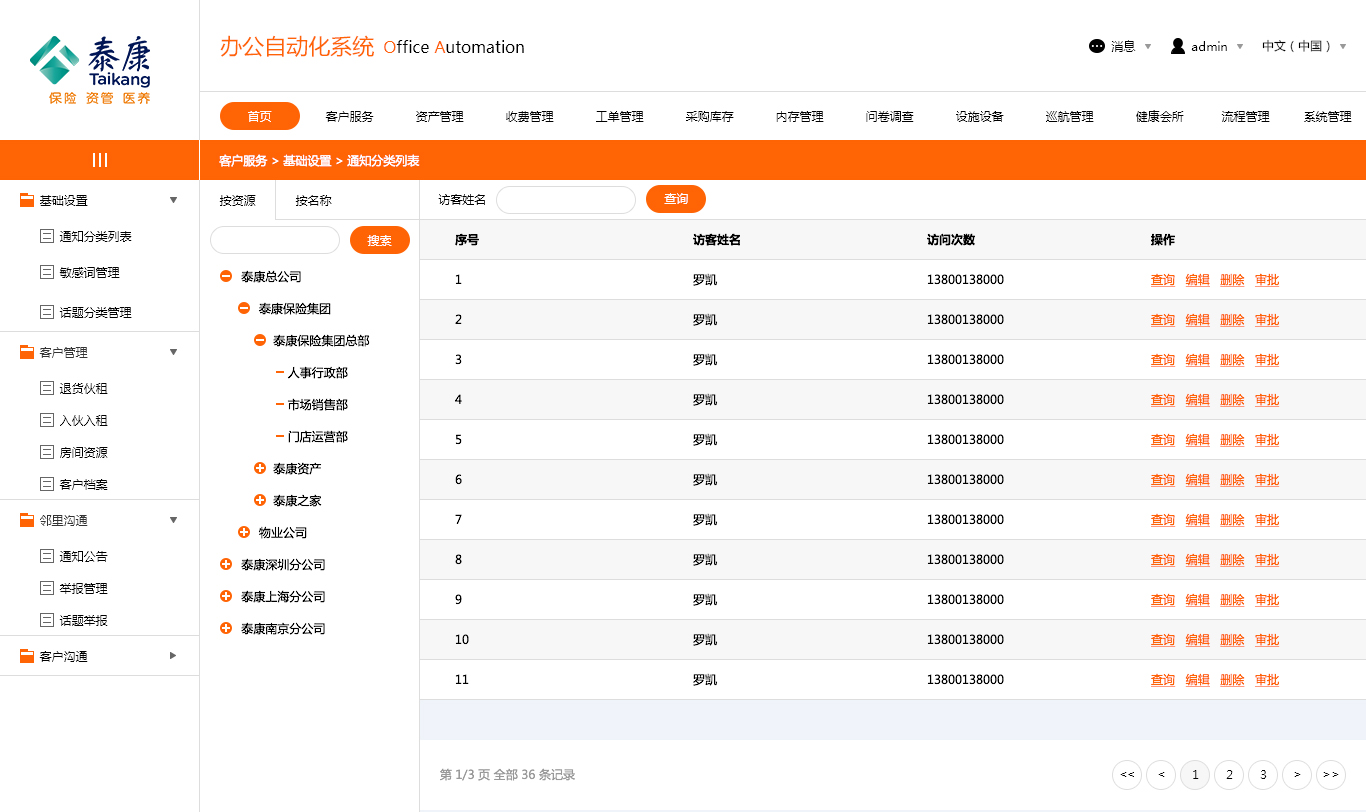 泰康
Taikang
保险 资管 医养
办公自动化系统 Office Automation
消息 admin 中文 ( 中国 )
首页 客户服务 资产管理 收费管理 工单管理 采购库存 内存管理 问卷调查 设施设备 巡航管理 健康会所 流程管理 系统管理
客户服务 > 基础设置 > 通知分类列表
基础设置
通知分类列表
敏感词管理
话题分类管理
客户管理
退货伙租
入伙入租
房间资源
客户档案
邻里沟通
通知公告
举报管理
话题举报
客户沟通
按资源 按名称
搜索
泰康总公司
泰康保险集团
泰康保险集团总部
人事行政部
市场销售部
门店运营部
泰康资产
泰康之家
物业公司
泰康深圳分公司
泰康上海分公司
泰康南京分公司
访客姓名 查询
序号 访客姓名 访问次数 操作
1 罗凯 13800138000 查询 编辑 删除 审批
2 罗凯 13800138000 查询 编辑 删除 审批
3 罗凯 13800138000 查询 编辑 删除 审批
4 罗凯 13800138000 查询 编辑 删除 审批
5 罗凯 13800138000 查询 编辑 删除 审批
6 罗凯 13800138000 查询 编辑 删除 审批
7 罗凯 13800138000 查询 编辑 删除 审批
8 罗凯 13800138000 查询 编辑 删除 审批
9 罗凯 13800138000 查询 编辑 删除 审批
10 罗凯 13800138000 查询 编辑 删除 审批
11 罗凯 13800138000 查询 编辑 删除 审批
第 1/3 页 全部 36 条记录 << < 1 2 3 > >>